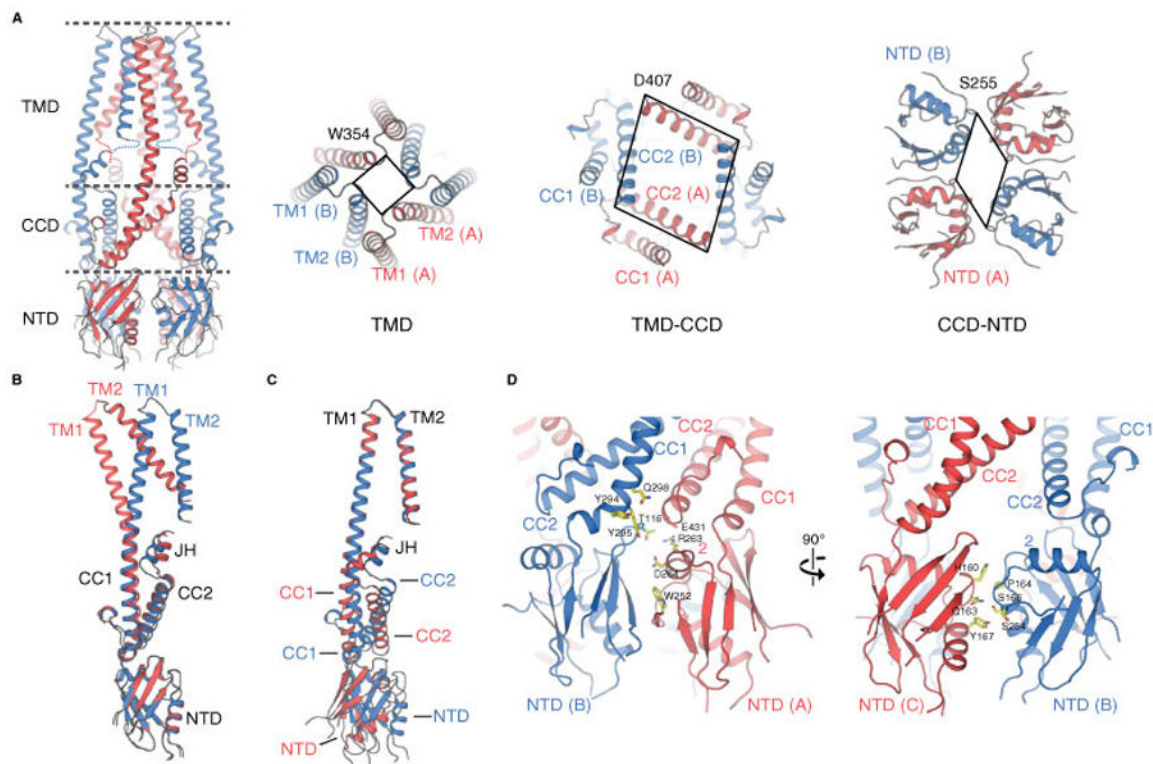 A
TMD
CCD
NTD
W354
TM1 (B)
TM2 (B)
TM2 (A)
TM1 (A)
TMD
D407
CC2 (B)
CC1 (B)
CC2 (A)
CC1 (A)
TMD-CCD
NTD (B)
S255
NTD (A)
CCD-NTD
B
TM2
TM1
TM1
TM2
JH
CC1
CC2
NTD
C
TM1
TM2
JH
CC1
CC2
CC2
CC1
NTD
NTD
D
CC2
CC1
CC1
CC2
Q298
Y294
T116
Y295
E431
R263
2
W252
NTD (B)
NTD (A)
90°
CC1
CC2
CC1
CC2
2
H160
P164
S166
Q163
Y167
NTD (C)
NTD (B)